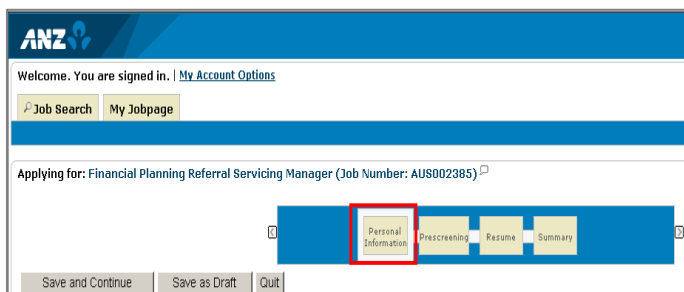 ANZ
Welcome. You are signed in. | My Account Options
Job Search My Jobpage
Applying for: Financial Planning Referral Servicing Manager (Job Number: AUS002385)
Personal
Information Prescreening Resume Summary
Save and Continue Save as Draft Quit